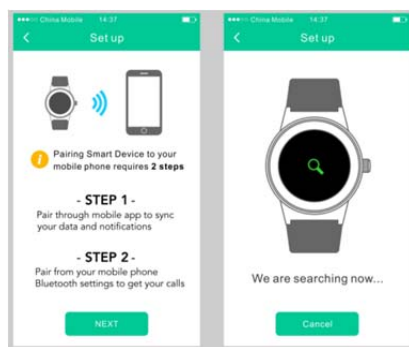 China Mobile 14:37
Set up
Pairing Smart Device to your
mobile phone requires 2 steps
- STEP 1 -
Pair through mobile app to sync
your data and notifications
- STEP 2 -
Pair from your mobile phone
Bluetooth settings to get your calls
NEXT
China Mobile 14:37
Set up
We are searching now...
Cancel